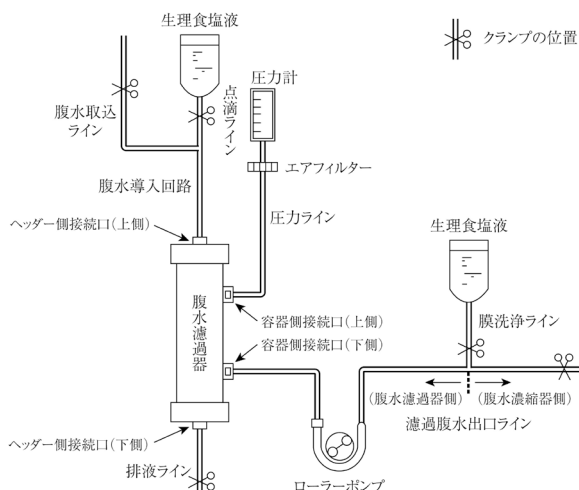 生理食塩液
クランプの位置
圧力計
点滴ライン
腹水取込
ライン
エアフィルター
腹水導入回路
圧力ライン
ヘッダー側接続口(上側)
生理食塩液
腹水濾過器
容器側接続口(上側)
膜洗浄ライン
容器側接続口(下側)
(腹水濾過器側)
(腹水濃縮器側)
濾過腹水出口ライン
ヘッダー側接続口(下側)
排液ライン
ローラーポンプ